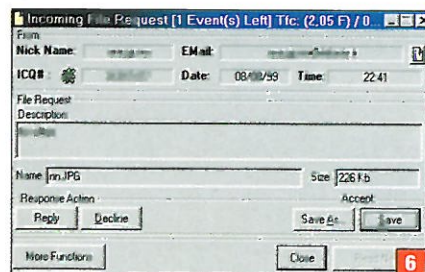 Incoming File Request [1 Event(s) Left] Tfc. (2,05 F) / 0...
From
Nick Name: EMail:
ICQ#: Date: 08/08/99 Time: 22:41
File Request
Description:
Name nn.JPG Size 226 Kb
Response Action Accept
Reply Decline Save As... Save
More Functions Close
6